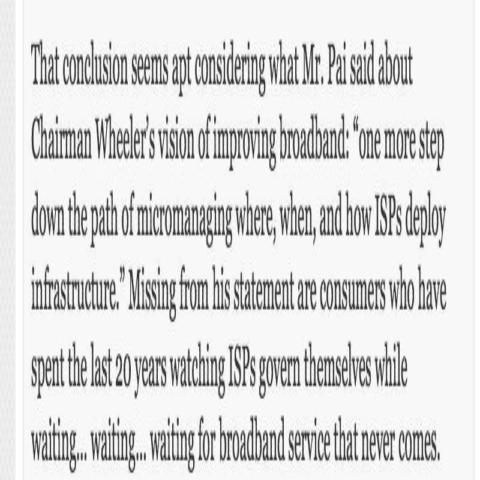 That conclusion seems apt considering what Mr. Pai said about
Chairman Wheeler’s vision of improving broadband: “one more step
down the path of micromanaging where, when, and how ISPs deploy
infrastructure.” Missing from his statement are consumers who have
spent the last 20 years watching ISPs govern themselves while
waiting... waiting... waiting for broadband service that never comes.